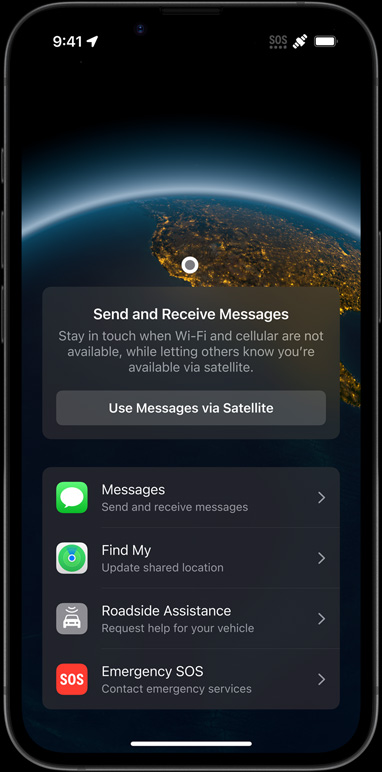 9:41
SOS
Send and Receive Messages
Stay in touch when Wi-Fi and cellular are not
available, while letting others know you're
available via satellite.
Use Messages via Satellite
Messages
Send and receive messages
Find My
Update shared location
Roadside Assistance
Request help for your vehicle
SOS
Emergency SOS
Contact emergency services